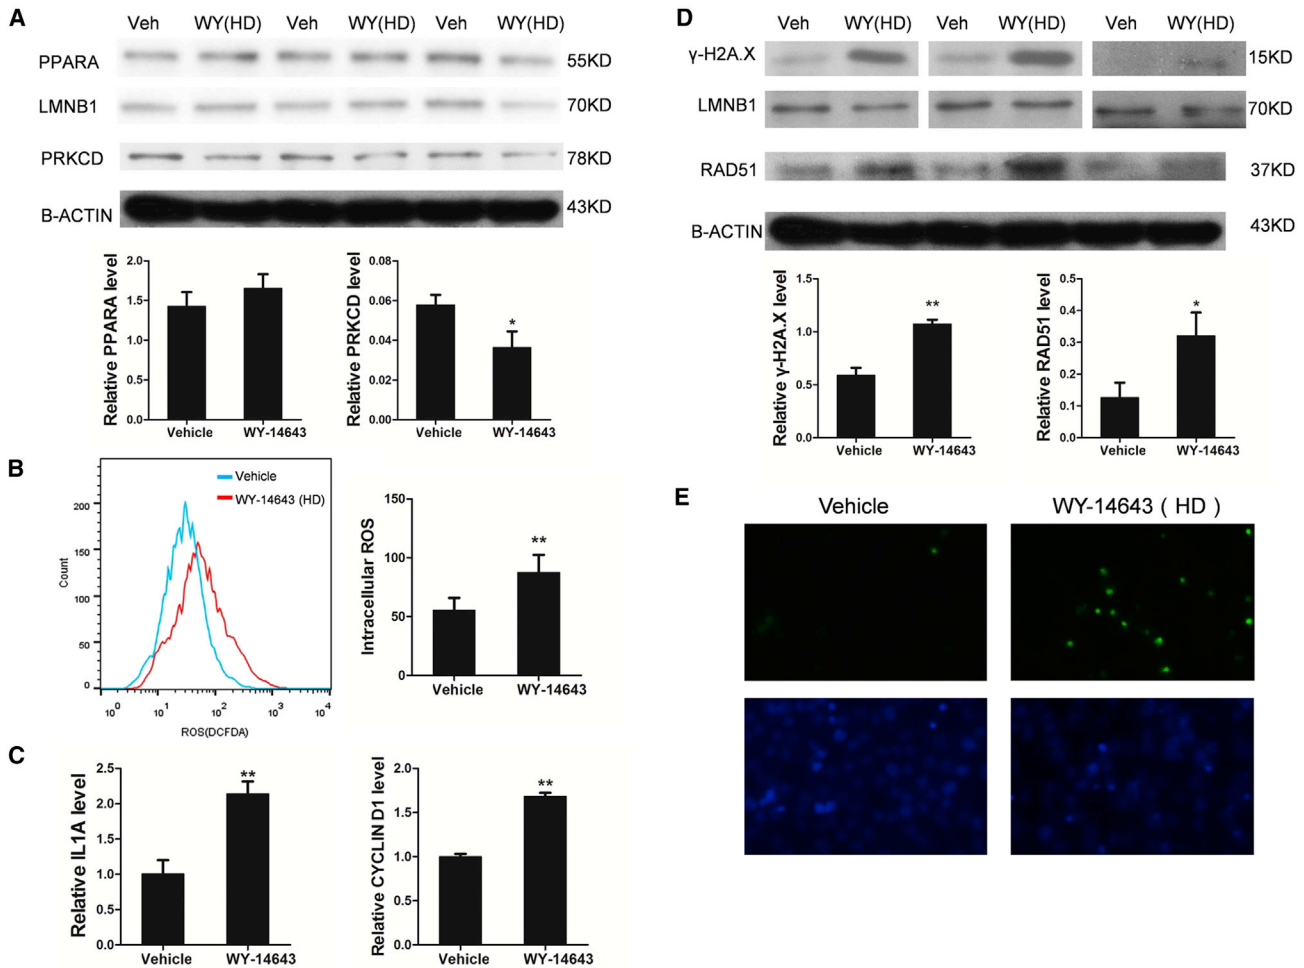 A
Veh WY(HD) Veh WY(HD) Veh WY(HD)
PPARA 55KD
LMNB1 70KD
PRKCD 78KD
B-ACTIN 43KD
Relative PPARA level
2.0
1.5
1.0
0.5
0.0
Vehicle WY-14643
Relative PRKCD level
0.08
0.06
0.04
0.02
0.00
*
Vehicle WY-14643
B
Vehicle
WY-14643 (HD)
Count
200
150
100
50
0
10^0 10^1 10^2 10^3 10^4
ROS(DCFDA)
Intracellular ROS
150
100
50
0
**
Vehicle WY-14643
C
Relative IL1A level
2.5
2.0
1.5
1.0
0.5
0.0
**
Vehicle WY-14643
Relative CYCLIN D1 level
2.0
1.5
1.0
0.5
0.0
**
Vehicle WY-14643
D
Veh WY(HD) Veh WY(HD) Veh WY(HD)
γ-H2A.X 15KD
LMNB1 70KD
RAD51 37KD
B-ACTIN 43KD
Relative γ-H2A.X level
1.5
1.0
0.5
0.0
**
Vehicle WY-14643
Relative RAD51 level
0.5
0.4
0.3
0.2
0.1
0.0
*
Vehicle WY-14643
E
Vehicle WY-14643 ( HD )